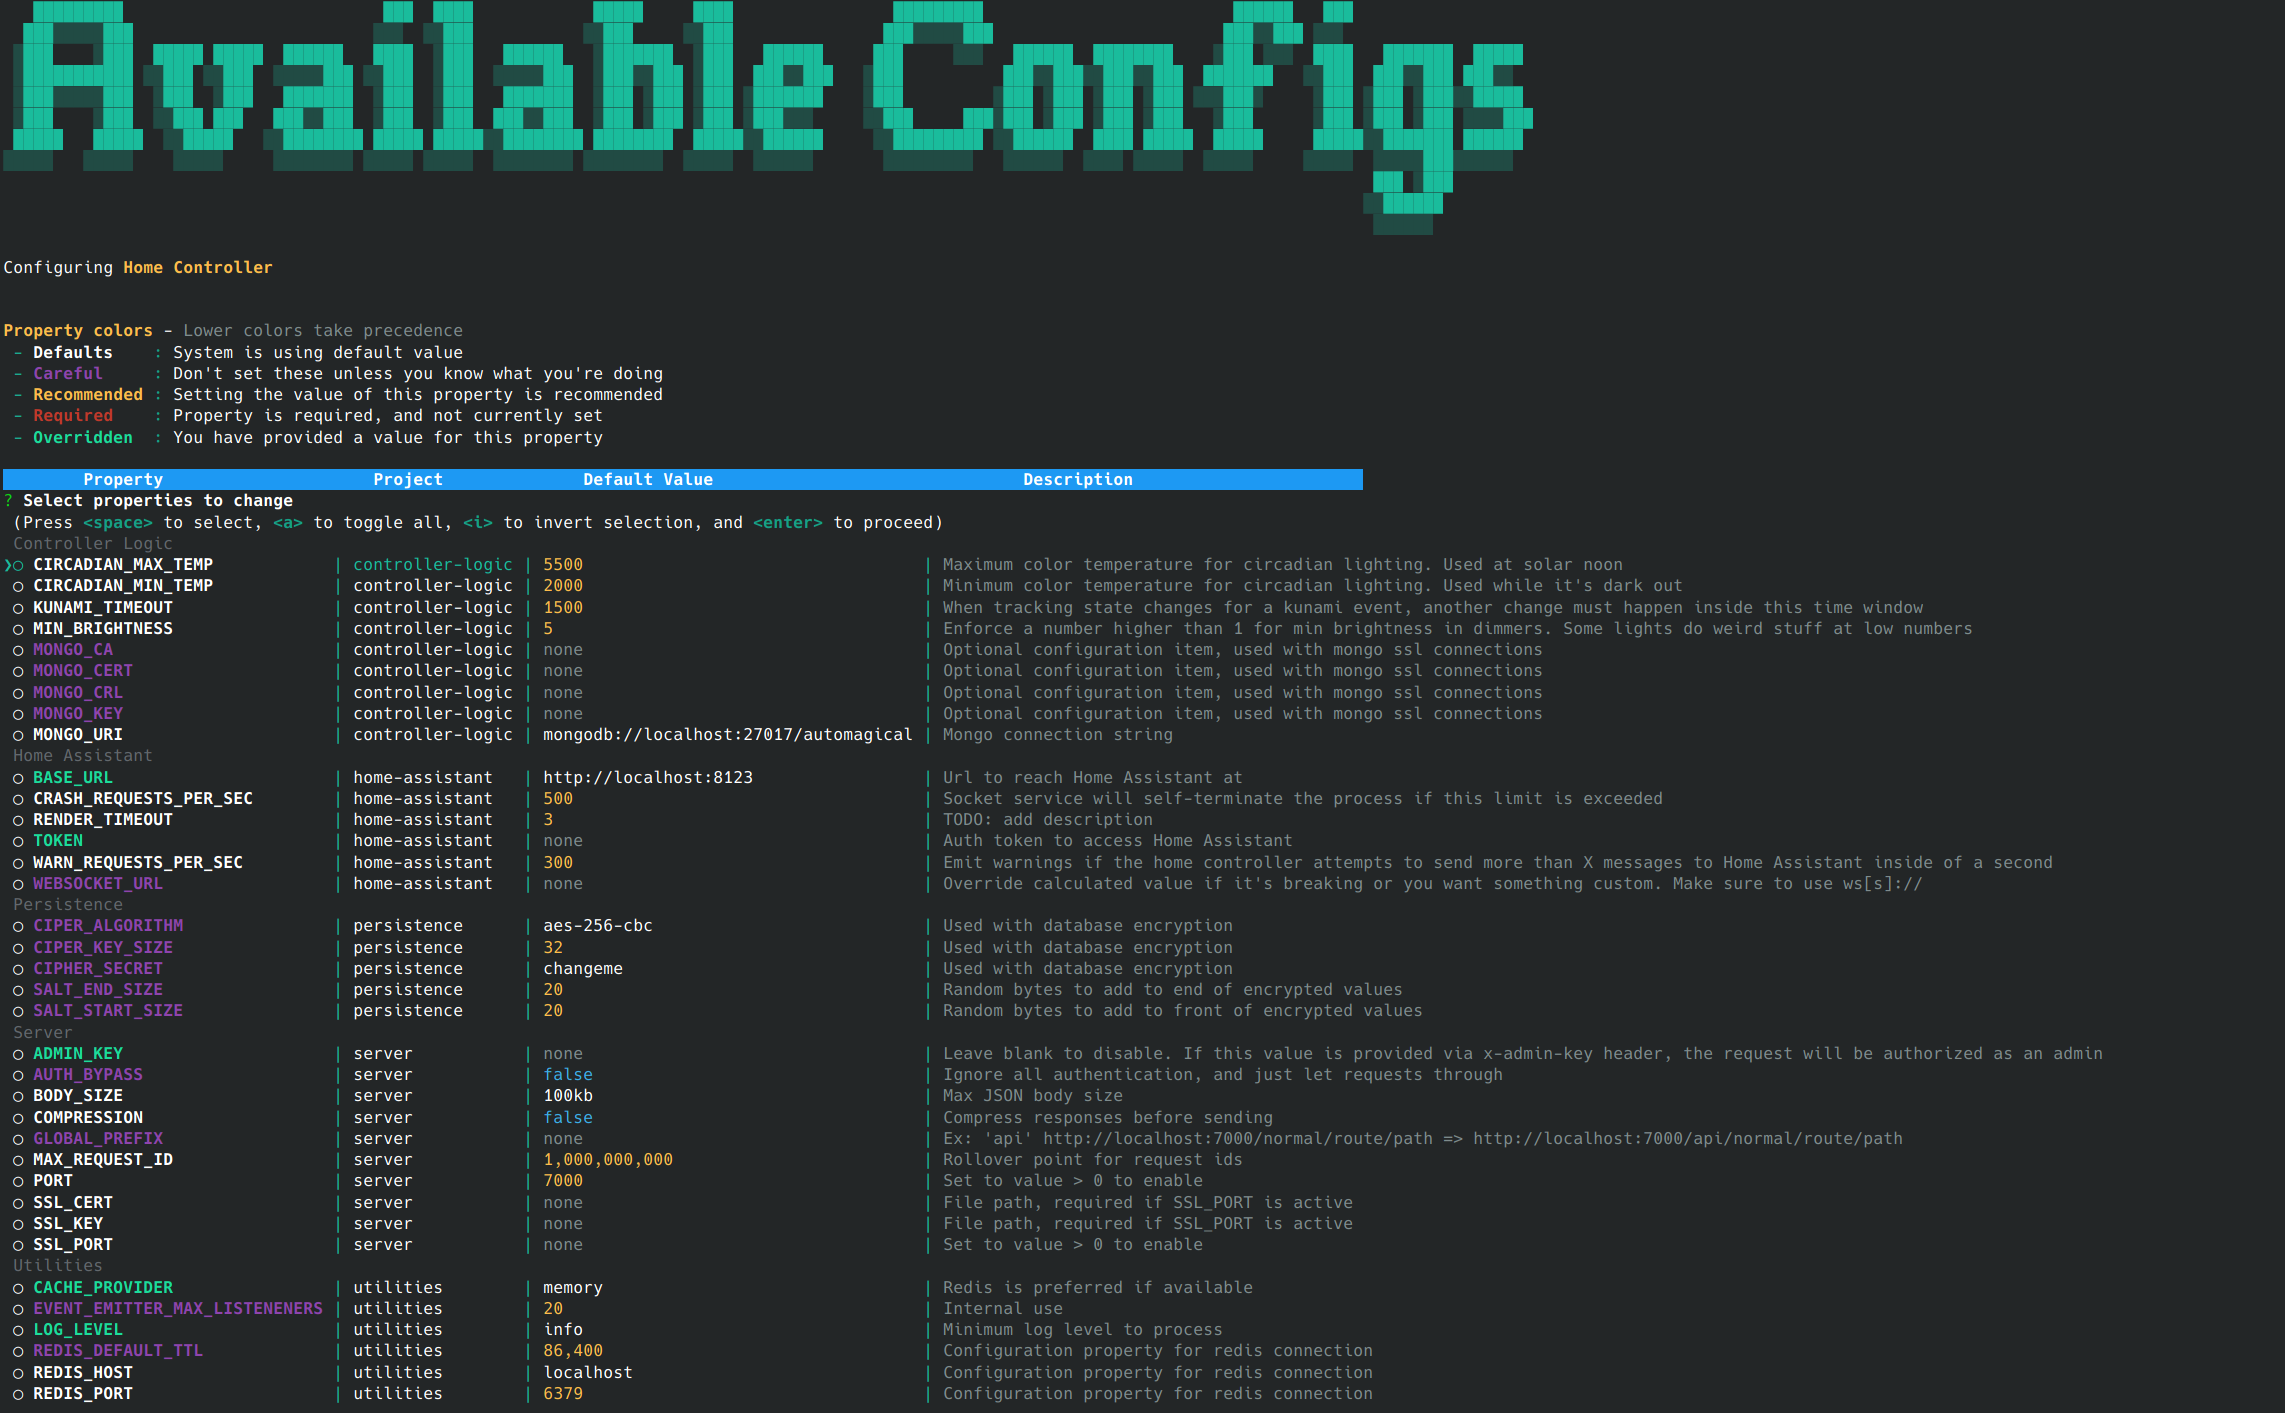 Available Configs
Configuring Home Controller
Property colors - Lower colors take precedence
- Defaults : System is using default value
- Careful : Don't set these unless you know what you're doing
- Recommended : Setting the value of this property is recommended
- Required : Property is required, and not currently set
- Overridden : You have provided a value for this property
Property Project Default Value Description
? Select properties to change
(Press <space> to select, <a> to toggle all, <i> to invert selection, and <enter> to proceed)
Controller Logic
❯◯ CIRCADIAN_MAX_TEMP | controller-logic | 5500 | Maximum color temperature for circadian lighting. Used at solar noon
◯ CIRCADIAN_MIN_TEMP | controller-logic | 2000 | Minimum color temperature for circadian lighting. Used while it's dark out
◯ KUNAMI_TIMEOUT | controller-logic | 1500 | When tracking state changes for a kunami event, another change must happen inside this time window
◯ MIN_BRIGHTNESS | controller-logic | 5 | Enforce a number higher than 1 for min brightness in dimmers. Some lights do weird stuff at low numbers
◯ MONGO_CA | controller-logic | none | Optional configuration item, used with mongo ssl connections
◯ MONGO_CERT | controller-logic | none | Optional configuration item, used with mongo ssl connections
◯ MONGO_CRL | controller-logic | none | Optional configuration item, used with mongo ssl connections
◯ MONGO_KEY | controller-logic | none | Optional configuration item, used with mongo ssl connections
◯ MONGO_URI | controller-logic | mongodb://localhost:27017/automagical | Mongo connection string
Home Assistant
◯ BASE_URL | home-assistant | http://localhost:8123 | Url to reach Home Assistant at
◯ CRASH_REQUESTS_PER_SEC | home-assistant | 500 | Socket service will self-terminate the process if this limit is exceeded
◯ RENDER_TIMEOUT | home-assistant | 3 | TODO: add description
◯ TOKEN | home-assistant | none | Auth token to access Home Assistant
◯ WARN_REQUESTS_PER_SEC | home-assistant | 300 | Emit warnings if the home controller attempts to send more than X messages to Home Assistant inside of a second
◯ WEBSOCKET_URL | home-assistant | none | Override calculated value if it's breaking or you want something custom. Make sure to use ws[s]://
Persistence
◯ CIPER_ALGORITHM | persistence | aes-256-cbc | Used with database encryption
◯ CIPER_KEY_SIZE | persistence | 32 | Used with database encryption
◯ CIPHER_SECRET | persistence | changeme | Used with database encryption
◯ SALT_END_SIZE | persistence | 20 | Random bytes to add to end of encrypted values
◯ SALT_START_SIZE | persistence | 20 | Random bytes to add to front of encrypted values
Server
◯ ADMIN_KEY | server | none | Leave blank to disable. If this value is provided via x-admin-key header, the request will be authorized as an admin
◯ AUTH_BYPASS | server | false | Ignore all authentication, and just let requests through
◯ BODY_SIZE | server | 100kb | Max JSON body size
◯ COMPRESSION | server | false | Compress responses before sending
◯ GLOBAL_PREFIX | server | none | Ex: 'api' http://localhost:7000/normal/route/path => http://localhost:7000/api/normal/route/path
◯ MAX_REQUEST_ID | server | 1,000,000,000 | Rollover point for request ids
◯ PORT | server | 7000 | Set to value > 0 to enable
◯ SSL_CERT | server | none | File path, required if SSL_PORT is active
◯ SSL_KEY | server | none | File path, required if SSL_PORT is active
◯ SSL_PORT | server | none | Set to value > 0 to enable
Utilities
◯ CACHE_PROVIDER | utilities | memory | Redis is preferred if available
◯ EVENT_EMITTER_MAX_LISTENENERS | utilities | 20 | Internal use
◯ LOG_LEVEL | utilities | info | Minimum log level to process
◯ REDIS_DEFAULT_TTL | utilities | 86,400 | Configuration property for redis connection
◯ REDIS_HOST | utilities | localhost | Configuration property for redis connection
◯ REDIS_PORT | utilities | 6379 | Configuration property for redis connection